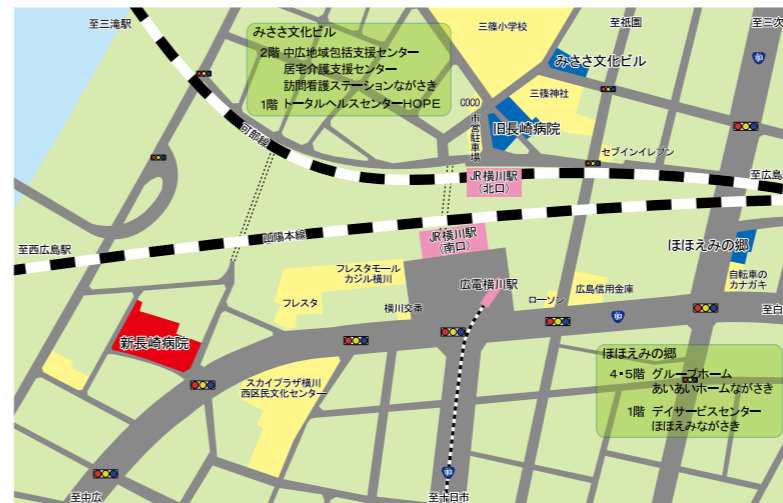 至三滝駅
みささ文化ビル
2階 中広地域包括支援センター
居宅介護支援センター
訪問看護ステーションながさき
1階 トータルヘルスセンターHOPE
三篠小学校
至祇園
至三次
みささ文化ビル
三篠神社
COCO
市営駐車場
旧長崎病院
セブンイレブン
可部線
JR横川駅
(北口)
至広島
至西広島駅
山陽本線
JR横川駅
(南口)
ほほえみの郷
自転車の
カナガキ
フレスタモール
カジル横川
フレスタ
横川交番
広電横川駅
ローソン
広島信用金庫
至白
新長崎病院
スカイプラザ横川
西区民文化センター
ほほえみの郷
4・5階 グループホーム
あいあいホームながさき
1階 デイサービスセンター
ほほえみながさき
至中広
至十日市